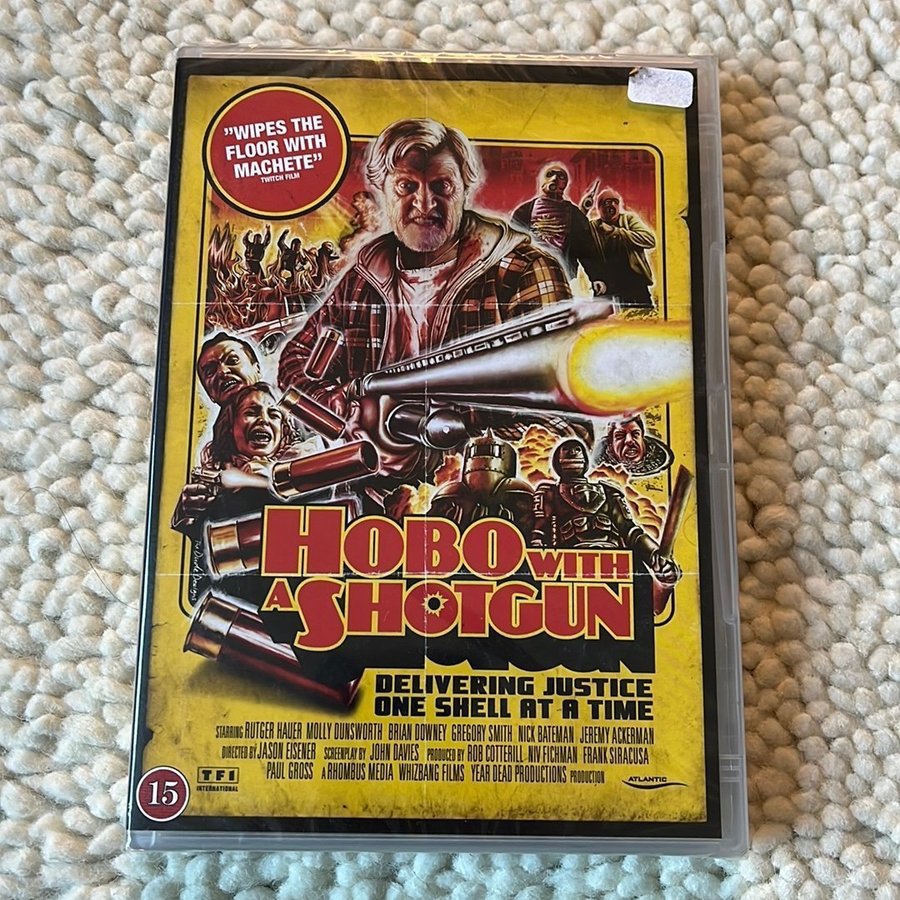 "WIPES THE
FLOOR WITH
MACHETE"
TWITCH FILM
HOBO WITH
A SHOTGUN
DELIVERING JUSTICE
ONE SHELL AT A TIME
STARRING RUTGER HAUER MOLLY DUNSWORTH BRIAN DOWNEY GREGORY SMITH NICK BATEMAN JEREMY ACKERMAN
DIRECTED BY JASON EISENER SCREENPLAY BY JOHN DAVIES PRODUCED BY ROB COTTERILL NIV FICHMAN FRANK SIRACUSA
PAUL GROSS A RHOMBUS MEDIA WHIZBANG FILMS YEAR DEAD PRODUCTIONS PRODUCTION
15
TF1
INTERNATIONAL
ATLANTIC